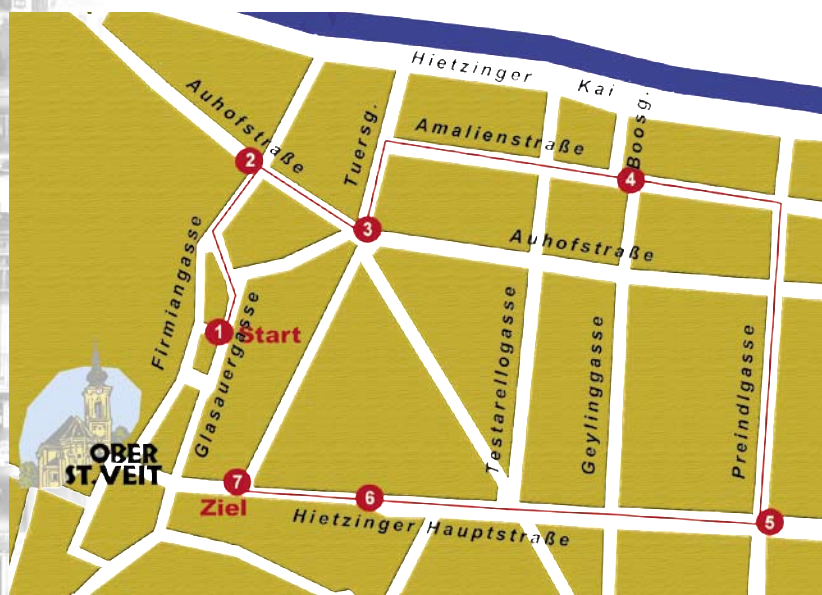 Hietzinger Kai
Auhofstraße
Tuersg.
Amalienstraße
Boosg.
2
4
3
Auhofstraße
Firmiangasse
1 Start
Glasauergasse
Testarellogasse
Geylinggasse
Preindlgasse
OBER
ST. VEIT
7
Ziel
6
Hietzinger Hauptstraße
5